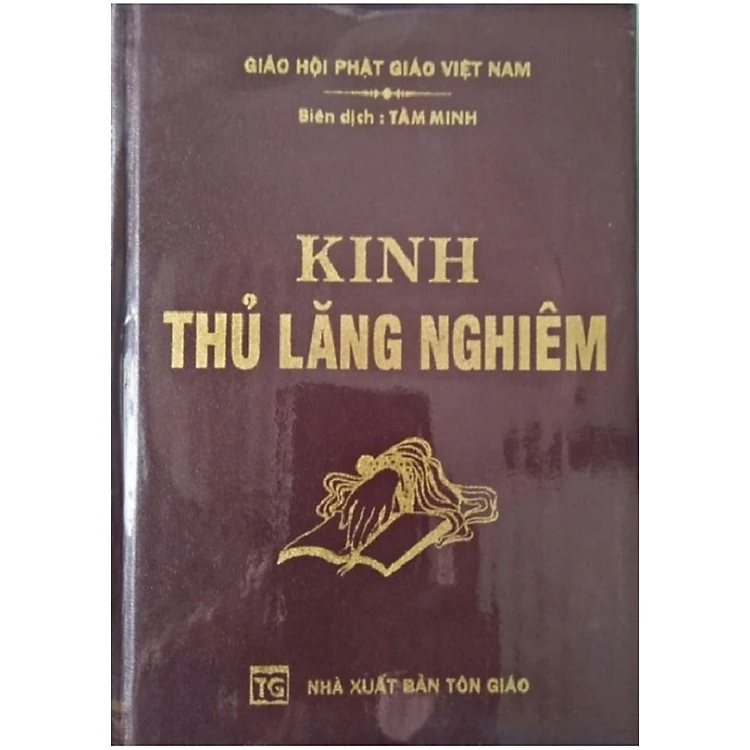 GIÁO HỘI PHẬT GIÁO VIỆT NAM
Biên dịch : TÂM MINH
KINH
THỦ LĂNG NGHIÊM
TG NHÀ XUẤT BẢN TÔN GIÁO